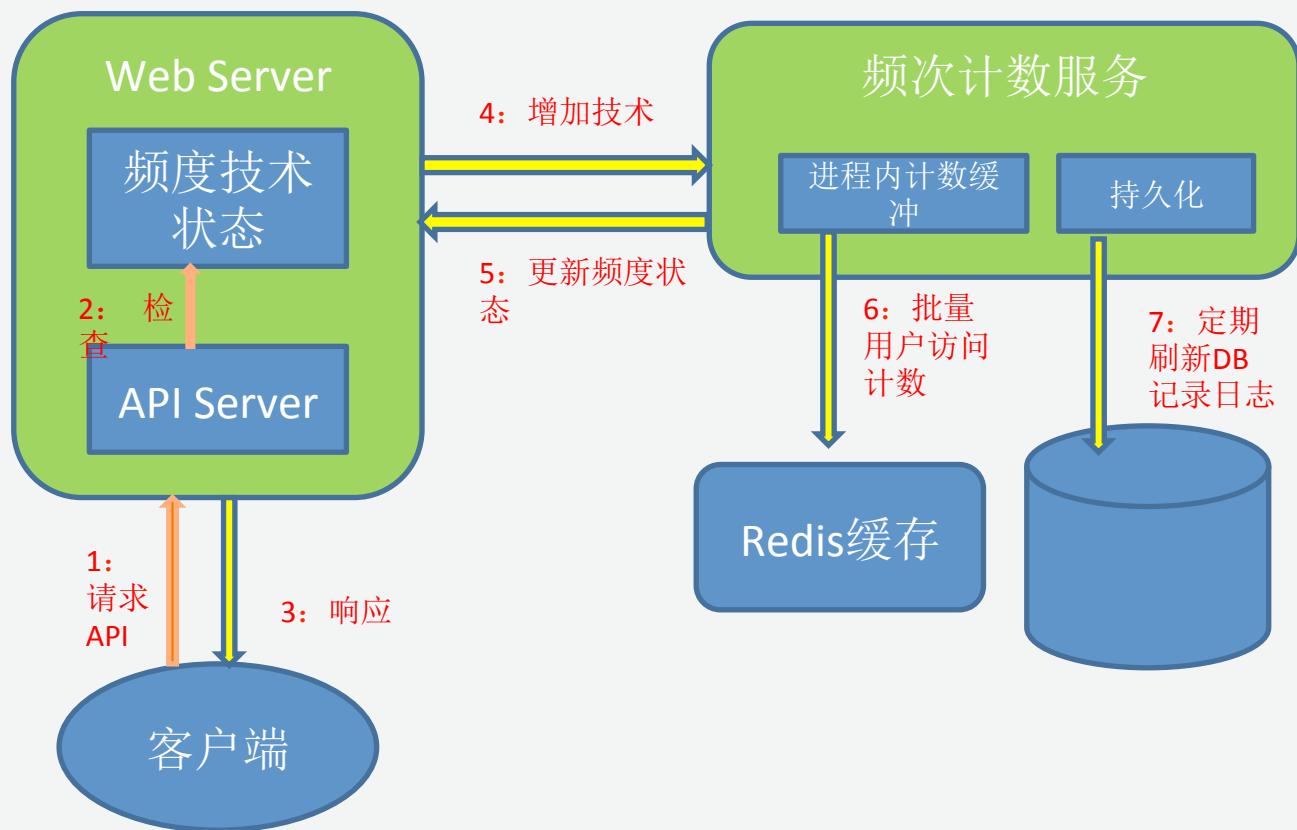 Web Server
频度技术
状态
2： 检
查
API Server
1：
请求
API
3：响应
客户端
4：增加技术
5：更新频度状
态
频次计数服务
进程内计数缓
冲
持久化
6：批量
用户访问
计数
7：定期
刷新DB
记录日志
Redis缓存